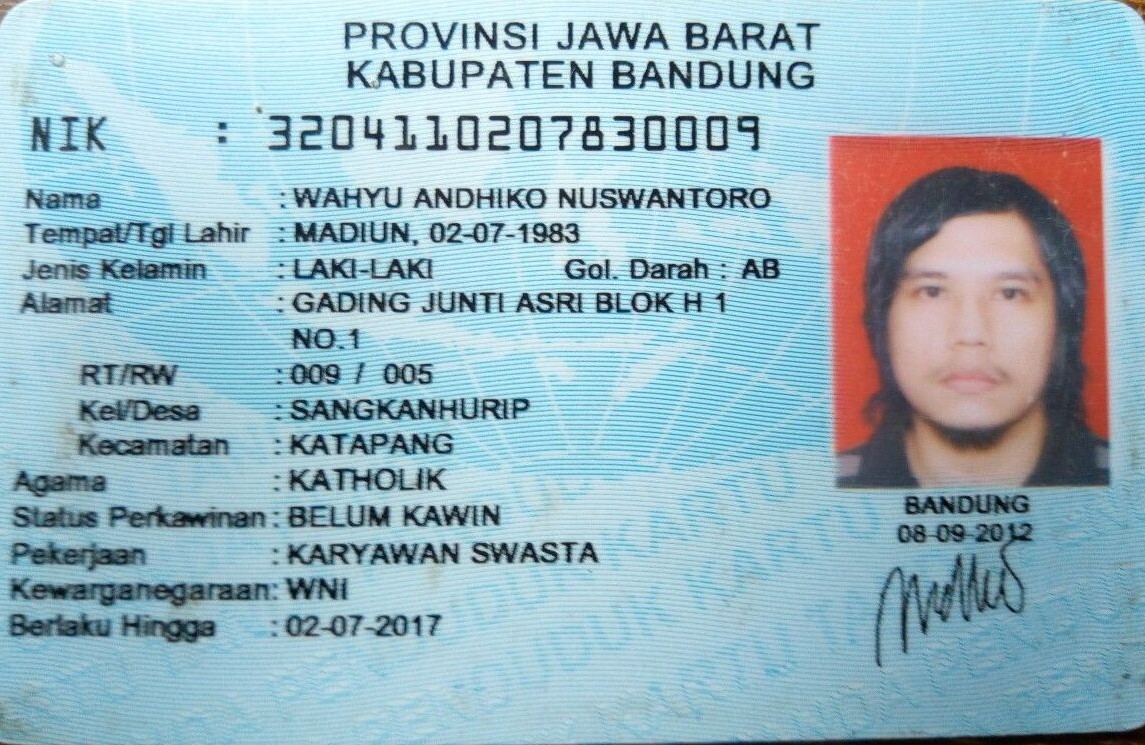 PROVINSI JAWA BARAT
KABUPATEN BANDUNG
NIK : 3204110207830009
Nama : WAHYU ANDHIKO NUSWANTORO
Tempat/Tgl Lahir : MADIUN, 02-07-1983
Jenis Kelamin : LAKI-LAKI Gol. Darah : AB
Alamat : GADING JUNTI ASRI BLOK H 1
NO.1
RT/RW : 009 / 005
Kel/Desa : SANGKANHURIP
Kecamatan : KATAPANG
Agama : KATHOLIK
Status Perkawinan : BELUM KAWIN
Pekerjaan : KARYAWAN SWASTA
Kewarganegaraan : WNI
Berlaku Hingga : 02-07-2017
BANDUNG
08-09-2012